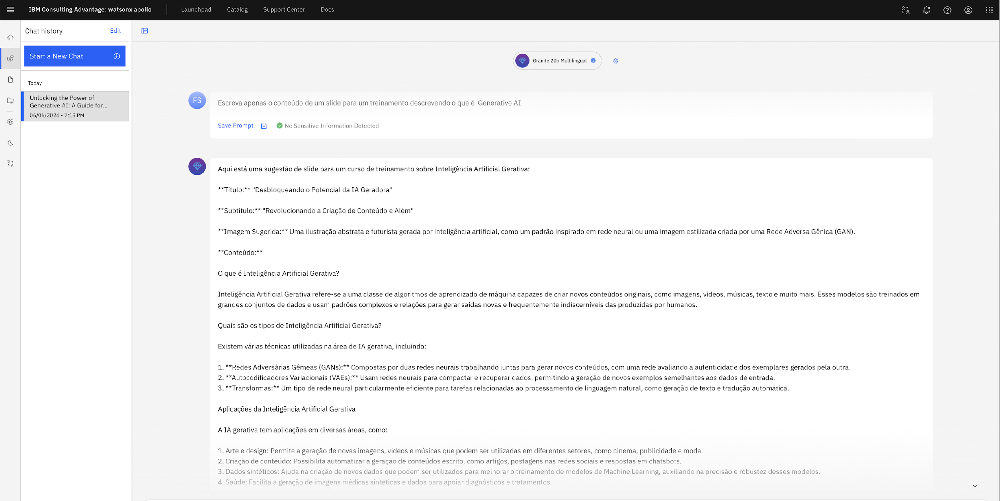 IBM Consulting Advantage: watsonx apollo
Launchpad
Catalog
Support Center
Docs
Chat history
Edit
Start a New Chat
Today
Unlocking the Power of
Generative AI: A Guide for...
06/06/2024 • 7:19 PM
Granite 20b Multilingual
FS
Escreva apenas o conteúdo de um slide para um treinamento descrevendo o que é  Generative AI
Save Prompt
No Sensitive Information Detected
Aqui está uma sugestão de slide para um curso de treinamento sobre Inteligência Artificial Gerativa:
**Título:** "Desbloqueando o Potencial da IA Geradora"
**Subtítulo:** "Revolucionando a Criação de Conteúdo e Além"
**Imagem Sugerida:** Uma ilustração abstrata e futurista gerada por inteligência artificial, como um padrão inspirado em rede neural ou uma imagem estilizada criada por uma Rede Adversa Gênica (GAN).
**Conteúdo:**
O que é Inteligência Artificial Gerativa?
Inteligência Artificial Gerativa refere-se a uma classe de algoritmos de aprendizado de máquina capazes de criar novos conteúdos originais, como imagens, vídeos, músicas, texto e muito mais. Esses modelos são treinados em
grandes conjuntos de dados e usam padrões complexos e relações para gerar saídas novas e frequentemente indiscerníveis das produzidas por humanos.
Quais são os tipos de Inteligência Artificial Gerativa?
Existem várias técnicas utilizadas na área de IA gerativa, incluindo:
1. **Redes Adversárias Gêmeas (GANs):** Compostas por duas redes neurais trabalhando juntas para gerar novos conteúdos, com uma rede avaliando a autenticidade dos exemplares gerados pela outra.
2. **Autocodificadores Variacionais (VAEs):** Usam redes neurais para compactar e recuperar dados, permitindo a geração de novos exemplos semelhantes aos dados de entrada.
3. **Transformas:** Um tipo de rede neural particularmente eficiente para tarefas relacionadas ao processamento de linguagem natural, como geração de texto e tradução automática.
Aplicações da Inteligência Artificial Gerativa
A IA gerativa tem aplicações em diversas áreas, como:
1. Arte e design: Permite a geração de novas imagens, vídeos e músicas que podem ser utilizadas em diferentes setores, como cinema, publicidade e moda.
2. Criação de conteúdo: Possibilita automatizar a geração de conteúdos escrito, como artigos, postagens nas redes sociais e respostas em chatsbots.
3. Dados sintéticos: Ajuda na criação de novos dados que podem ser utilizados para melhorar o treinamento de modelos de Machine Learning, auxiliando na precisão e robustez desses modelos.
4. Saúde: Facilita a geração de imagens médicas sintéticas e dados para apoiar diagnósticos e tratamentos.